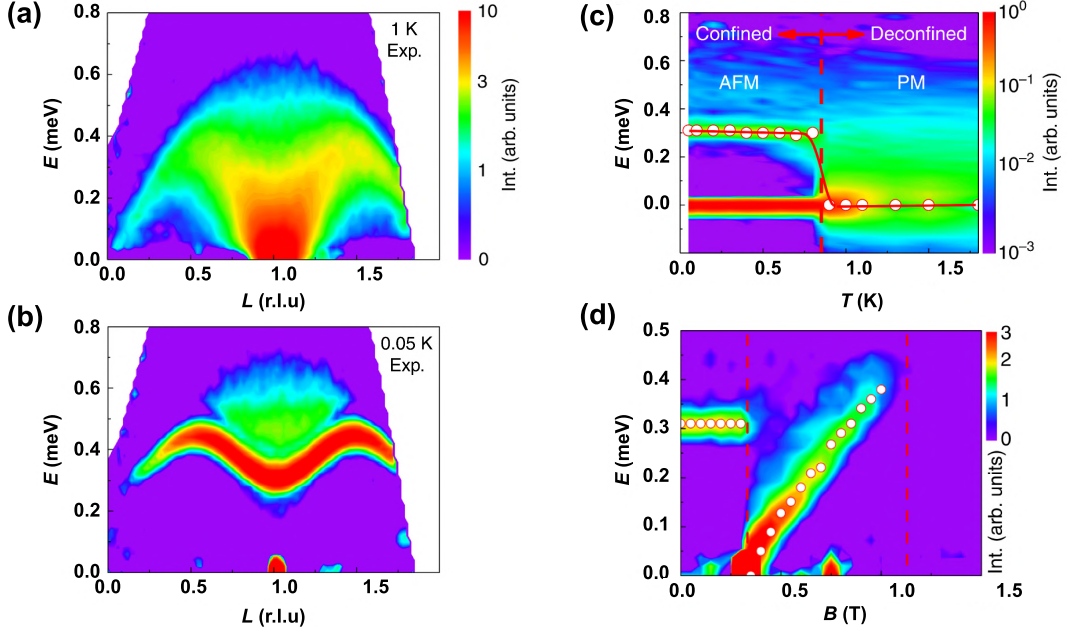 (a)
1 K
Exp.
E (meV)
0.8
0.6
0.4
0.2
0.0
0.0 0.5 1.0 1.5
L (r.l.u)
10
3
1
0
Int. (arb. units)
(b)
0.05 K
Exp.
E (meV)
0.8
0.6
0.4
0.2
0.0
0.0 0.5 1.0 1.5
L (r.l.u)
(c)
Confined Deconfined
AFM PM
E (meV)
0.8
0.6
0.4
0.2
0.0
0.0 0.5 1.0 1.5
T (K)
10⁰
10⁻¹
10⁻²
10⁻³
Int. (arb. units)
(d)
E (meV)
0.5
0.4
0.3
0.2
0.1
0.0
0.0 0.5 1.0 1.5
B (T)
3
2
1
0
Int. (arb. units)